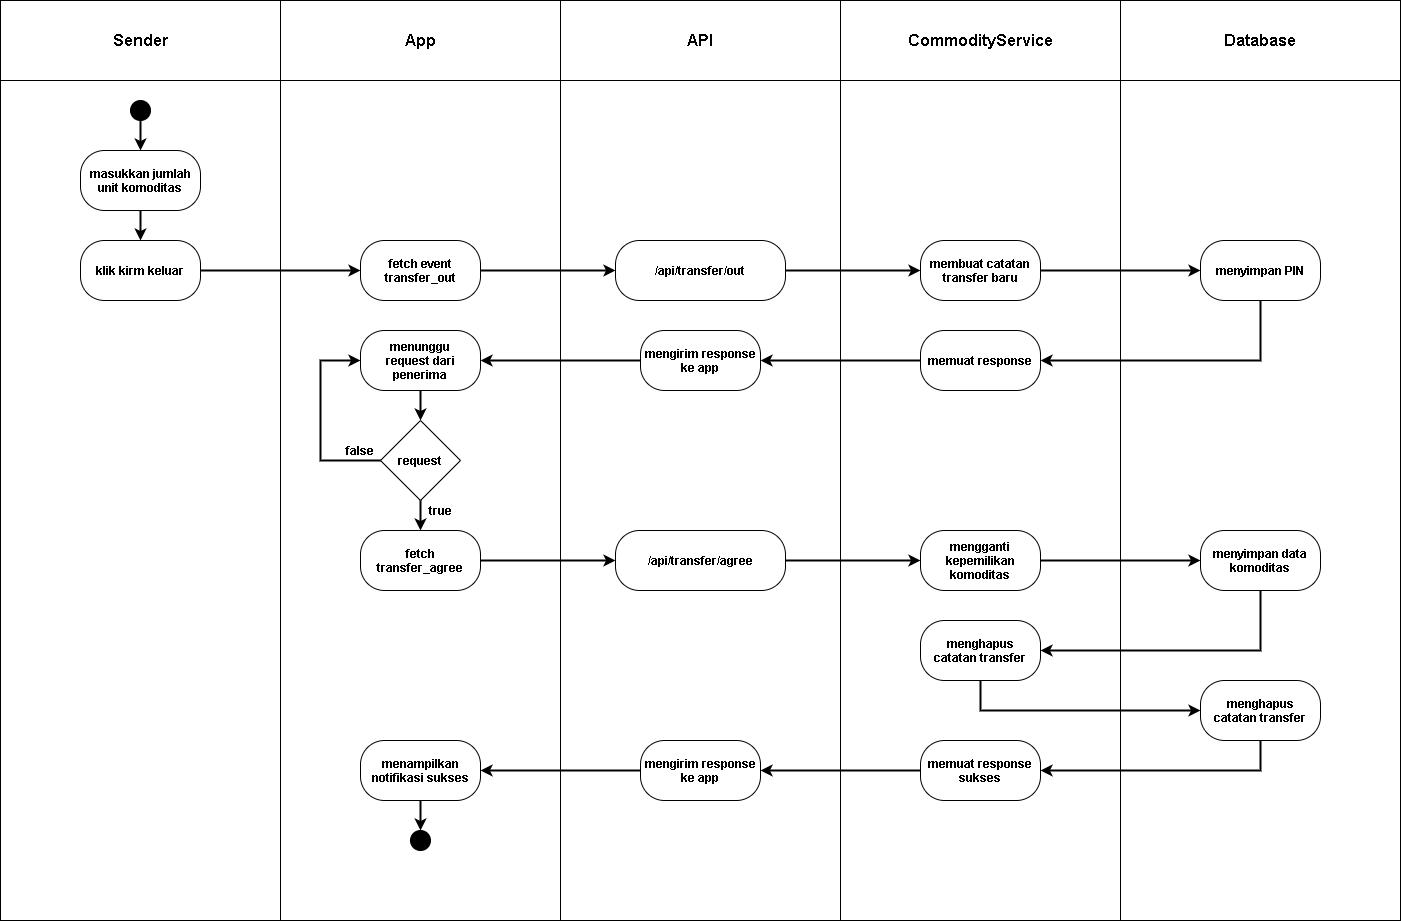 Sender
App
API
CommodityService
Database
masukkan jumlah
unit komoditas
klik kirm keluar
fetch event
transfer_out
/api/transfer/out
membuat catatan
transfer baru
menyimpan PIN
menunggu
request dari
penerima
mengirim response
ke app
memuat response
false
request
true
fetch
transfer_agree
/api/transfer/agree
mengganti
kepemilikan
komoditas
menyimpan data
komoditas
menghapus
catatan transfer
menghapus
catatan transfer
menampilkan
notifikasi sukses
mengirim response
ke app
memuat response
sukses